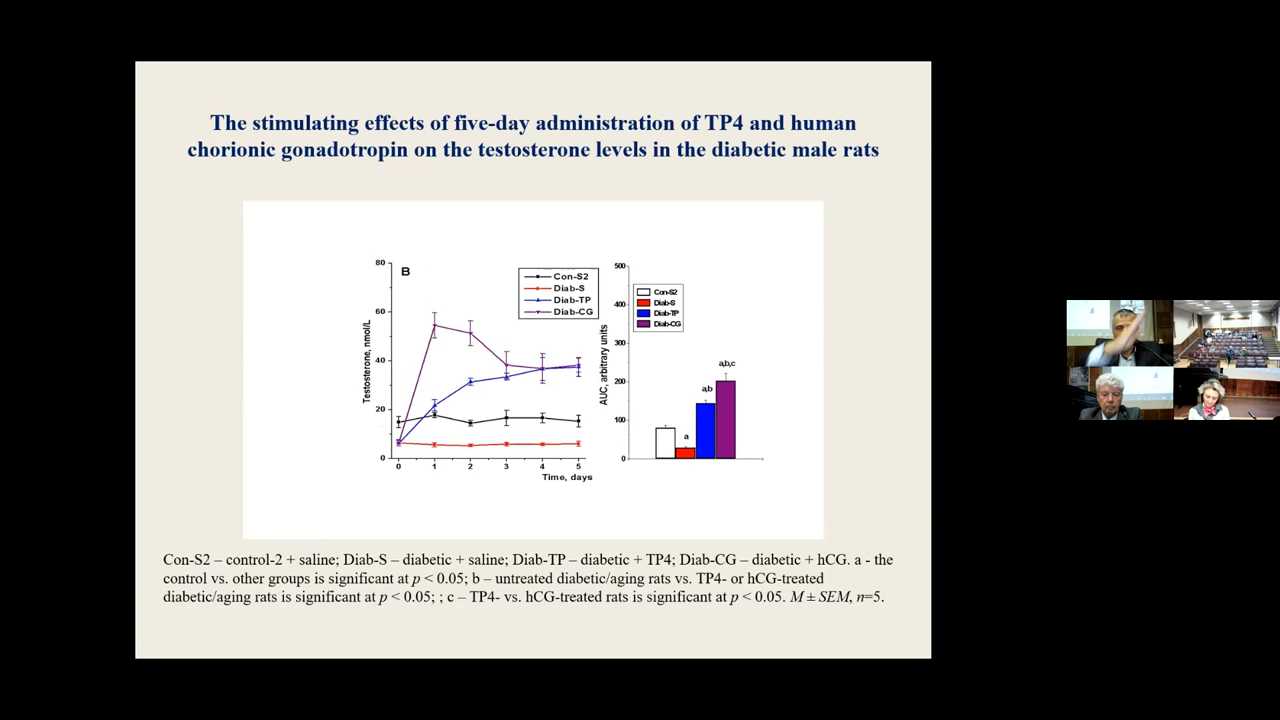 The stimulating effects of five-day administration of TP4 and human
chorionic gonadotropin on the testosterone levels in the diabetic male rats
B
Testosterone, nmol/L
80
60
40
20
0
0 1 2 3 4 5
Time, days
Con-S2
Diab-S
Diab-TP
Diab-CG
AUC, arbitrary units
500
400
300
200
100
0
Con-S2
Diab-S
Diab-TP
Diab-CG
a
a,b
a,b,c
Con-S2 – control-2 + saline; Diab-S – diabetic + saline; Diab-TP – diabetic + TP4; Diab-CG – diabetic + hCG. a - the
control vs. other groups is significant at p < 0.05; b – untreated diabetic/aging rats vs. TP4- or hCG-treated
diabetic/aging rats is significant at p < 0.05; ; c – TP4- vs. hCG-treated rats is significant at p < 0.05. M ± SEM, n=5.